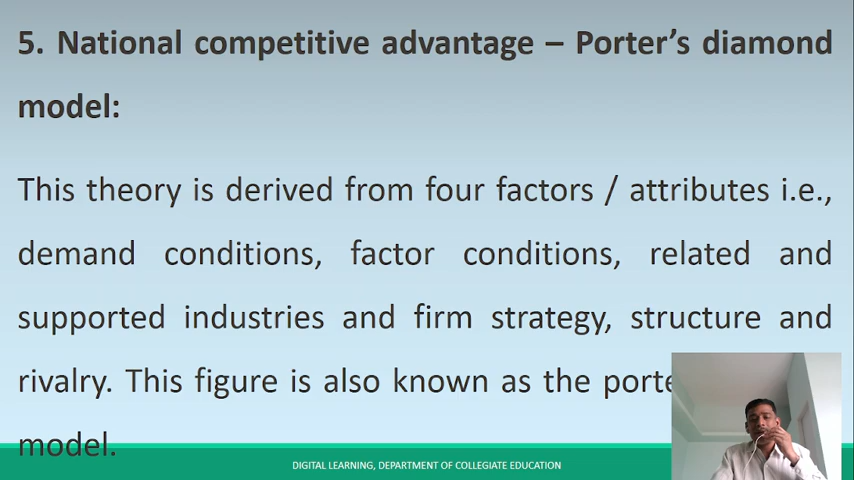 5. National competitive advantage – Porter's diamond
model:
This theory is derived from four factors / attributes i.e.,
demand conditions, factor conditions, related and
supported industries and firm strategy, structure and
rivalry. This figure is also known as the
model.
DIGITAL LEARNING, DEPARTMENT OF COLLEGIATE EDUCATION